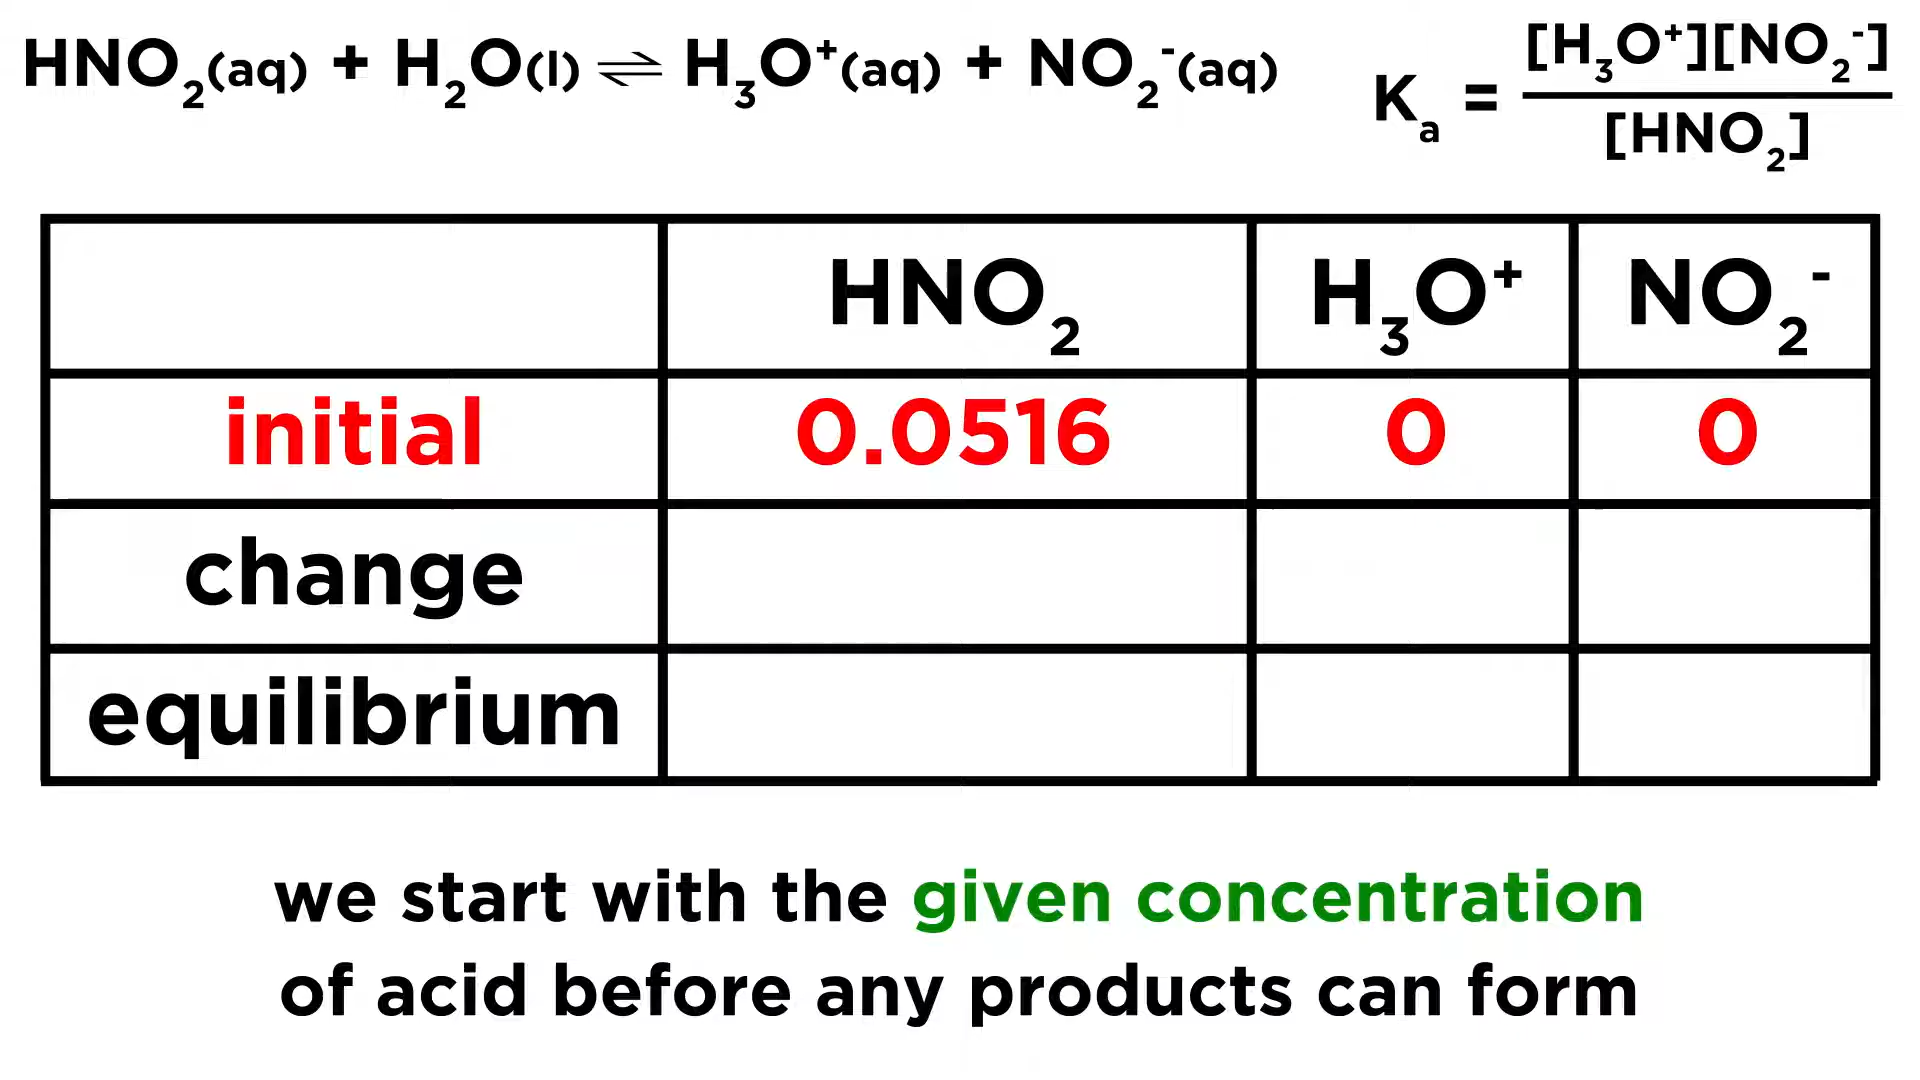 HNO₂(aq) + H₂O(l) ⇌ H₃O⁺(aq) + NO₂⁻(aq)
Kₐ = [H₃O⁺][NO₂⁻] / [HNO₂]
HNO₂ H₃O⁺ NO₂⁻
initial 0.0516 0 0
change
equilibrium
we start with the given concentration
of acid before any products can form